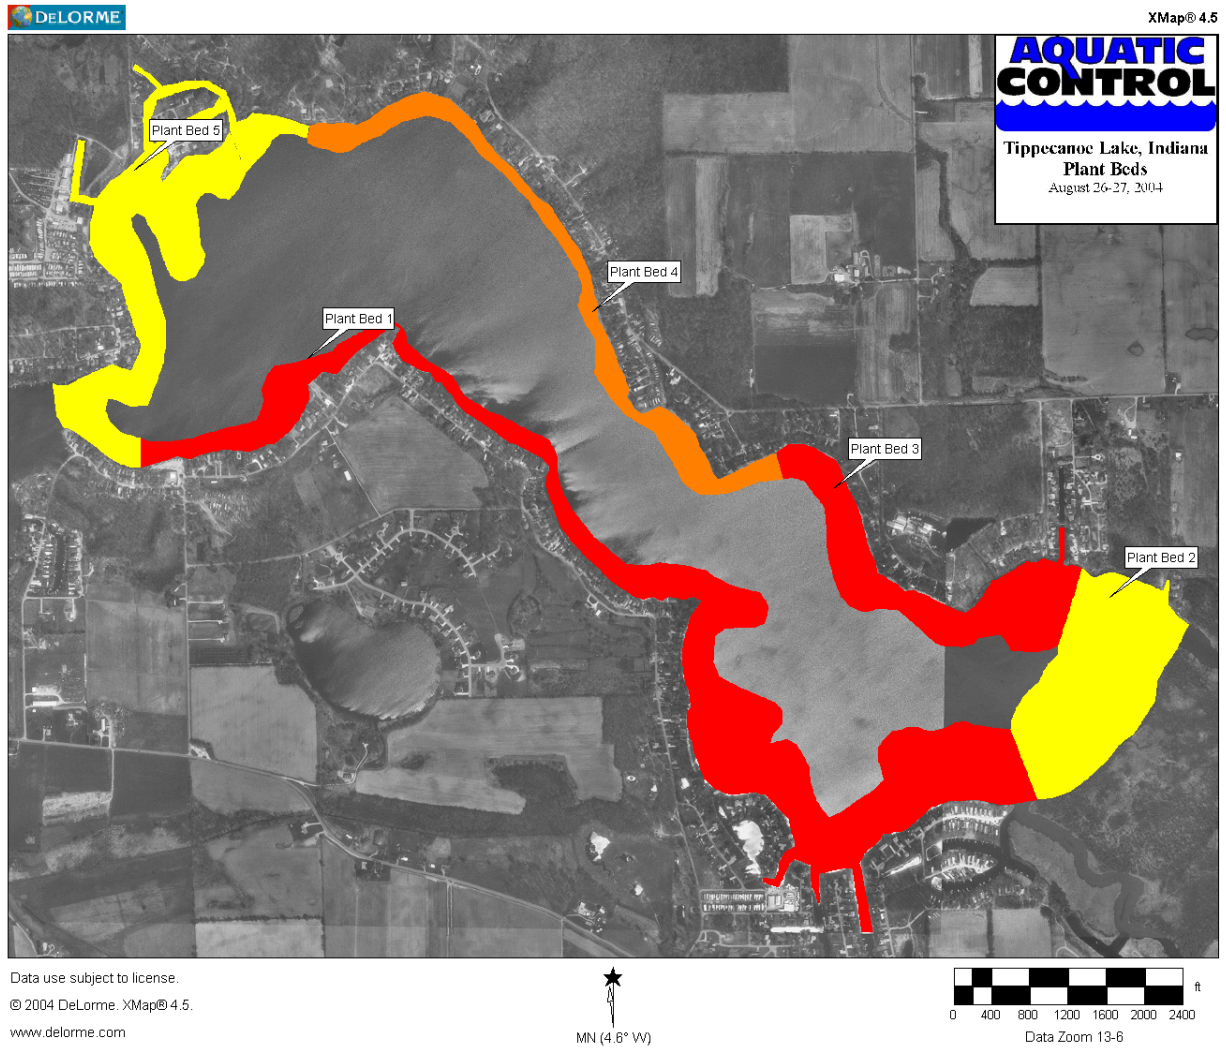 DELORME
XMap® 4.5
AQUATIC
CONTROL
Tippecanoe Lake, Indiana
Plant Beds
August 26-27, 2004
Plant Bed 5
Plant Bed 4
Plant Bed 1
Plant Bed 3
Plant Bed 2
Data use subject to license.
© 2004 DeLorme. XMap® 4.5.
www.delorme.com
MN (4.6° W)
ft
0 400 800 1200 1600 2000 2400
Data Zoom 13-6